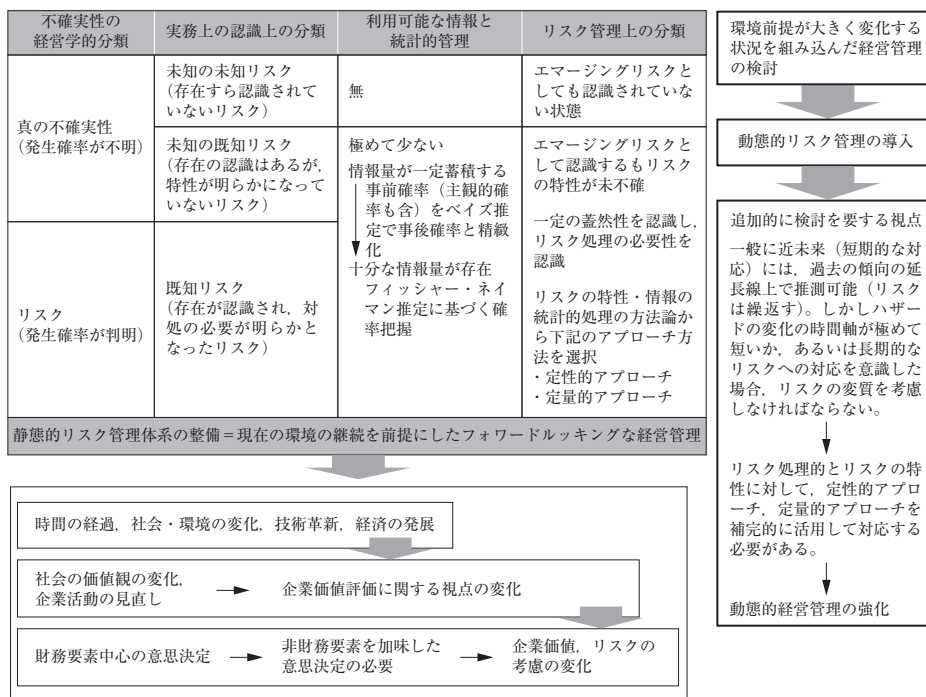 不確実性の
経営学的分類
実務上の認識上の分類
利用可能な情報と
統計的管理
リスク管理上の分類
真の不確実性
(発生確率が不明)
未知の未知リスク
(存在すら認識されて
いないリスク)
無
エマージングリスクと
しても認識されていな
い状態
未知の既知リスク
(存在の認識はあるが,
特性が明らかになって
いないリスク)
極めて少ない
情報量が一定蓄積する
事前確率(主観的確
率も含)をベイズ推
定で事後確率と精緻
化
十分な情報量が存在
フィッシャー・ネイ
マン推定に基づく確
率把握
エマージングリスクと
して認識するもリスク
の特性が未不確
一定の蓋然性を認識し,
リスク処理の必要性を
認識
リスクの特性・情報の
統計的処理の方法論か
ら下記のアプローチ方
法を選択
・定性的アプローチ
・定量的アプローチ
リスク
(発生確率が判明)
既知リスク
(存在が認識され,対
処の必要が明らかと
なったリスク)
静態的リスク管理体系の整備=現在の環境の継続を前提にしたフォワードルッキングな経営管理
時間の経過,社会・環境の変化,技術革新,経済の発展
社会の価値観の変化,
企業活動の見直し
企業価値評価に関する視点の変化
財務要素中心の意思決定
非財務要素を加味した
意思決定の必要
企業価値,リスクの
考慮の変化
環境前提が大きく変化する
状況を組み込んだ経営管理
の検討
動態的リスク管理の導入
追加的に検討を要する視点
一般に近未来(短期的な対
応)には,過去の傾向の延
長線上で推測可能(リスク
は繰返す)。しかしハザー
ドの変化の時間軸が極めて
短いか,あるいは長期的な
リスクへの対応を意識した
場合,リスクの変質を考慮
しなければならない。
リスク処理的とリスクの特
性に対して,定性的アプロ
ーチ,定量的アプローチを
補完的に活用して対応する
必要がある。
動態的経営管理の強化